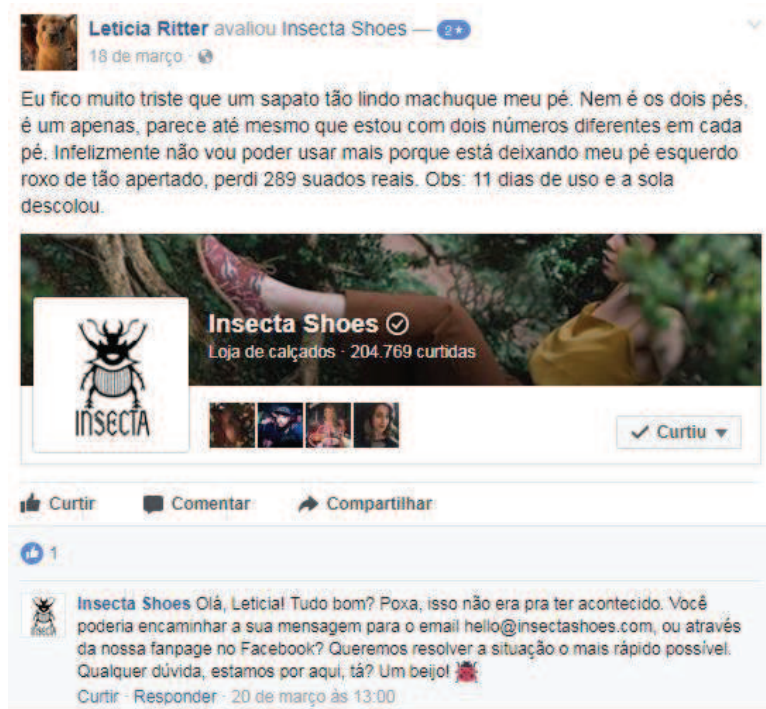 Leticia Ritter avaliou Insecta Shoes — 2★
18 de março ·
Eu fico muito triste que um sapato tão lindo machuque meu pé. Nem é os dois pés,
é um apenas, parece até mesmo que estou com dois números diferentes em cada
pé. Infelizmente não vou poder usar mais porque está deixando meu pé esquerdo
roxo de tão apertado, perdi 289 suados reais. Obs: 11 dias de uso e a sola
descolou.
Insecta Shoes
Loja de calçados · 204.769 curtidas
INSECTA
Curtiu
Curtir Comentar Compartilhar
1
Insecta Shoes Olá, Leticia! Tudo bom? Poxa, isso não era pra ter acontecido. Você
poderia encaminhar a sua mensagem para o email hello@insectashoes.com, ou através
da nossa fanpage no Facebook? Queremos resolver a situação o mais rápido possível.
Qualquer dúvida, estamos por aqui, tá? Um beijo! 🐞
INSECTA
Curtir · Responder · 20 de março às 13:00